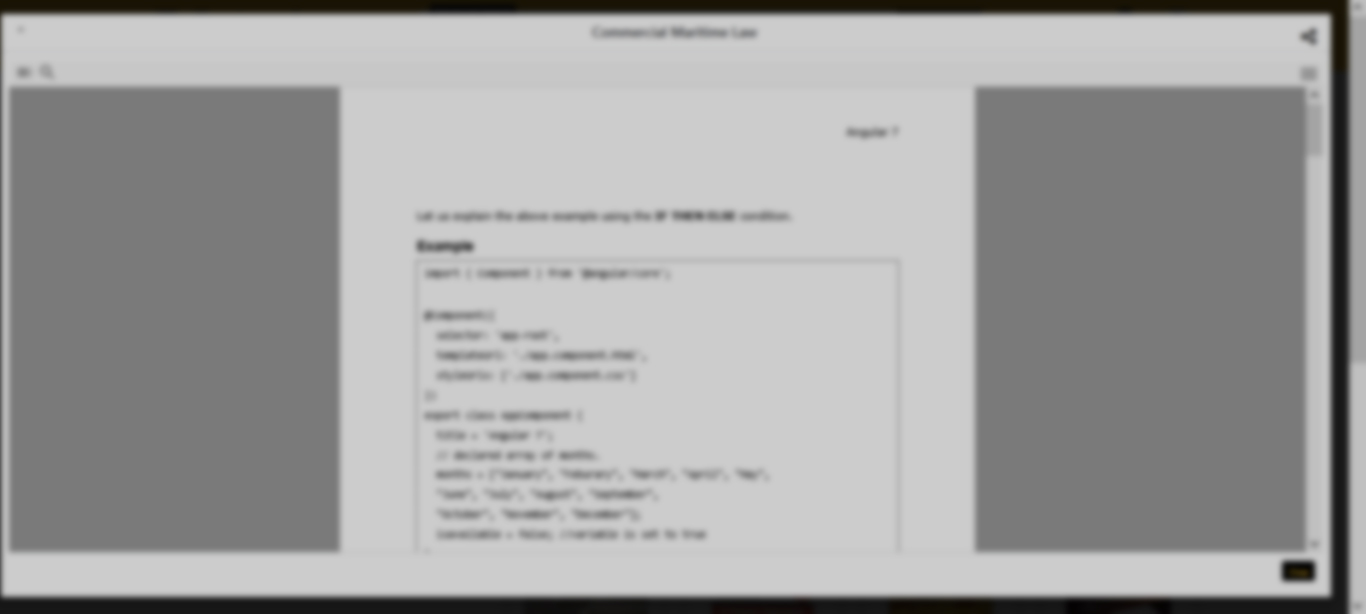 Commercial Maritime Law
Angular 7
Let us explain the above example using the IF THEN ELSE condition.
Example
import { Component } from '@angular/core';
@Component({
selector: 'app-root',
templateUrl: './app.component.html',
styleUrls: ['./app.component.css']
})
export class AppComponent {
title = 'Angular 7';
// declared array of months.
months = ["January", "Feburary", "March", "April", "May",
"June", "July", "August", "September",
"October", "November", "December"];
isavailable = false; //variable is set to true